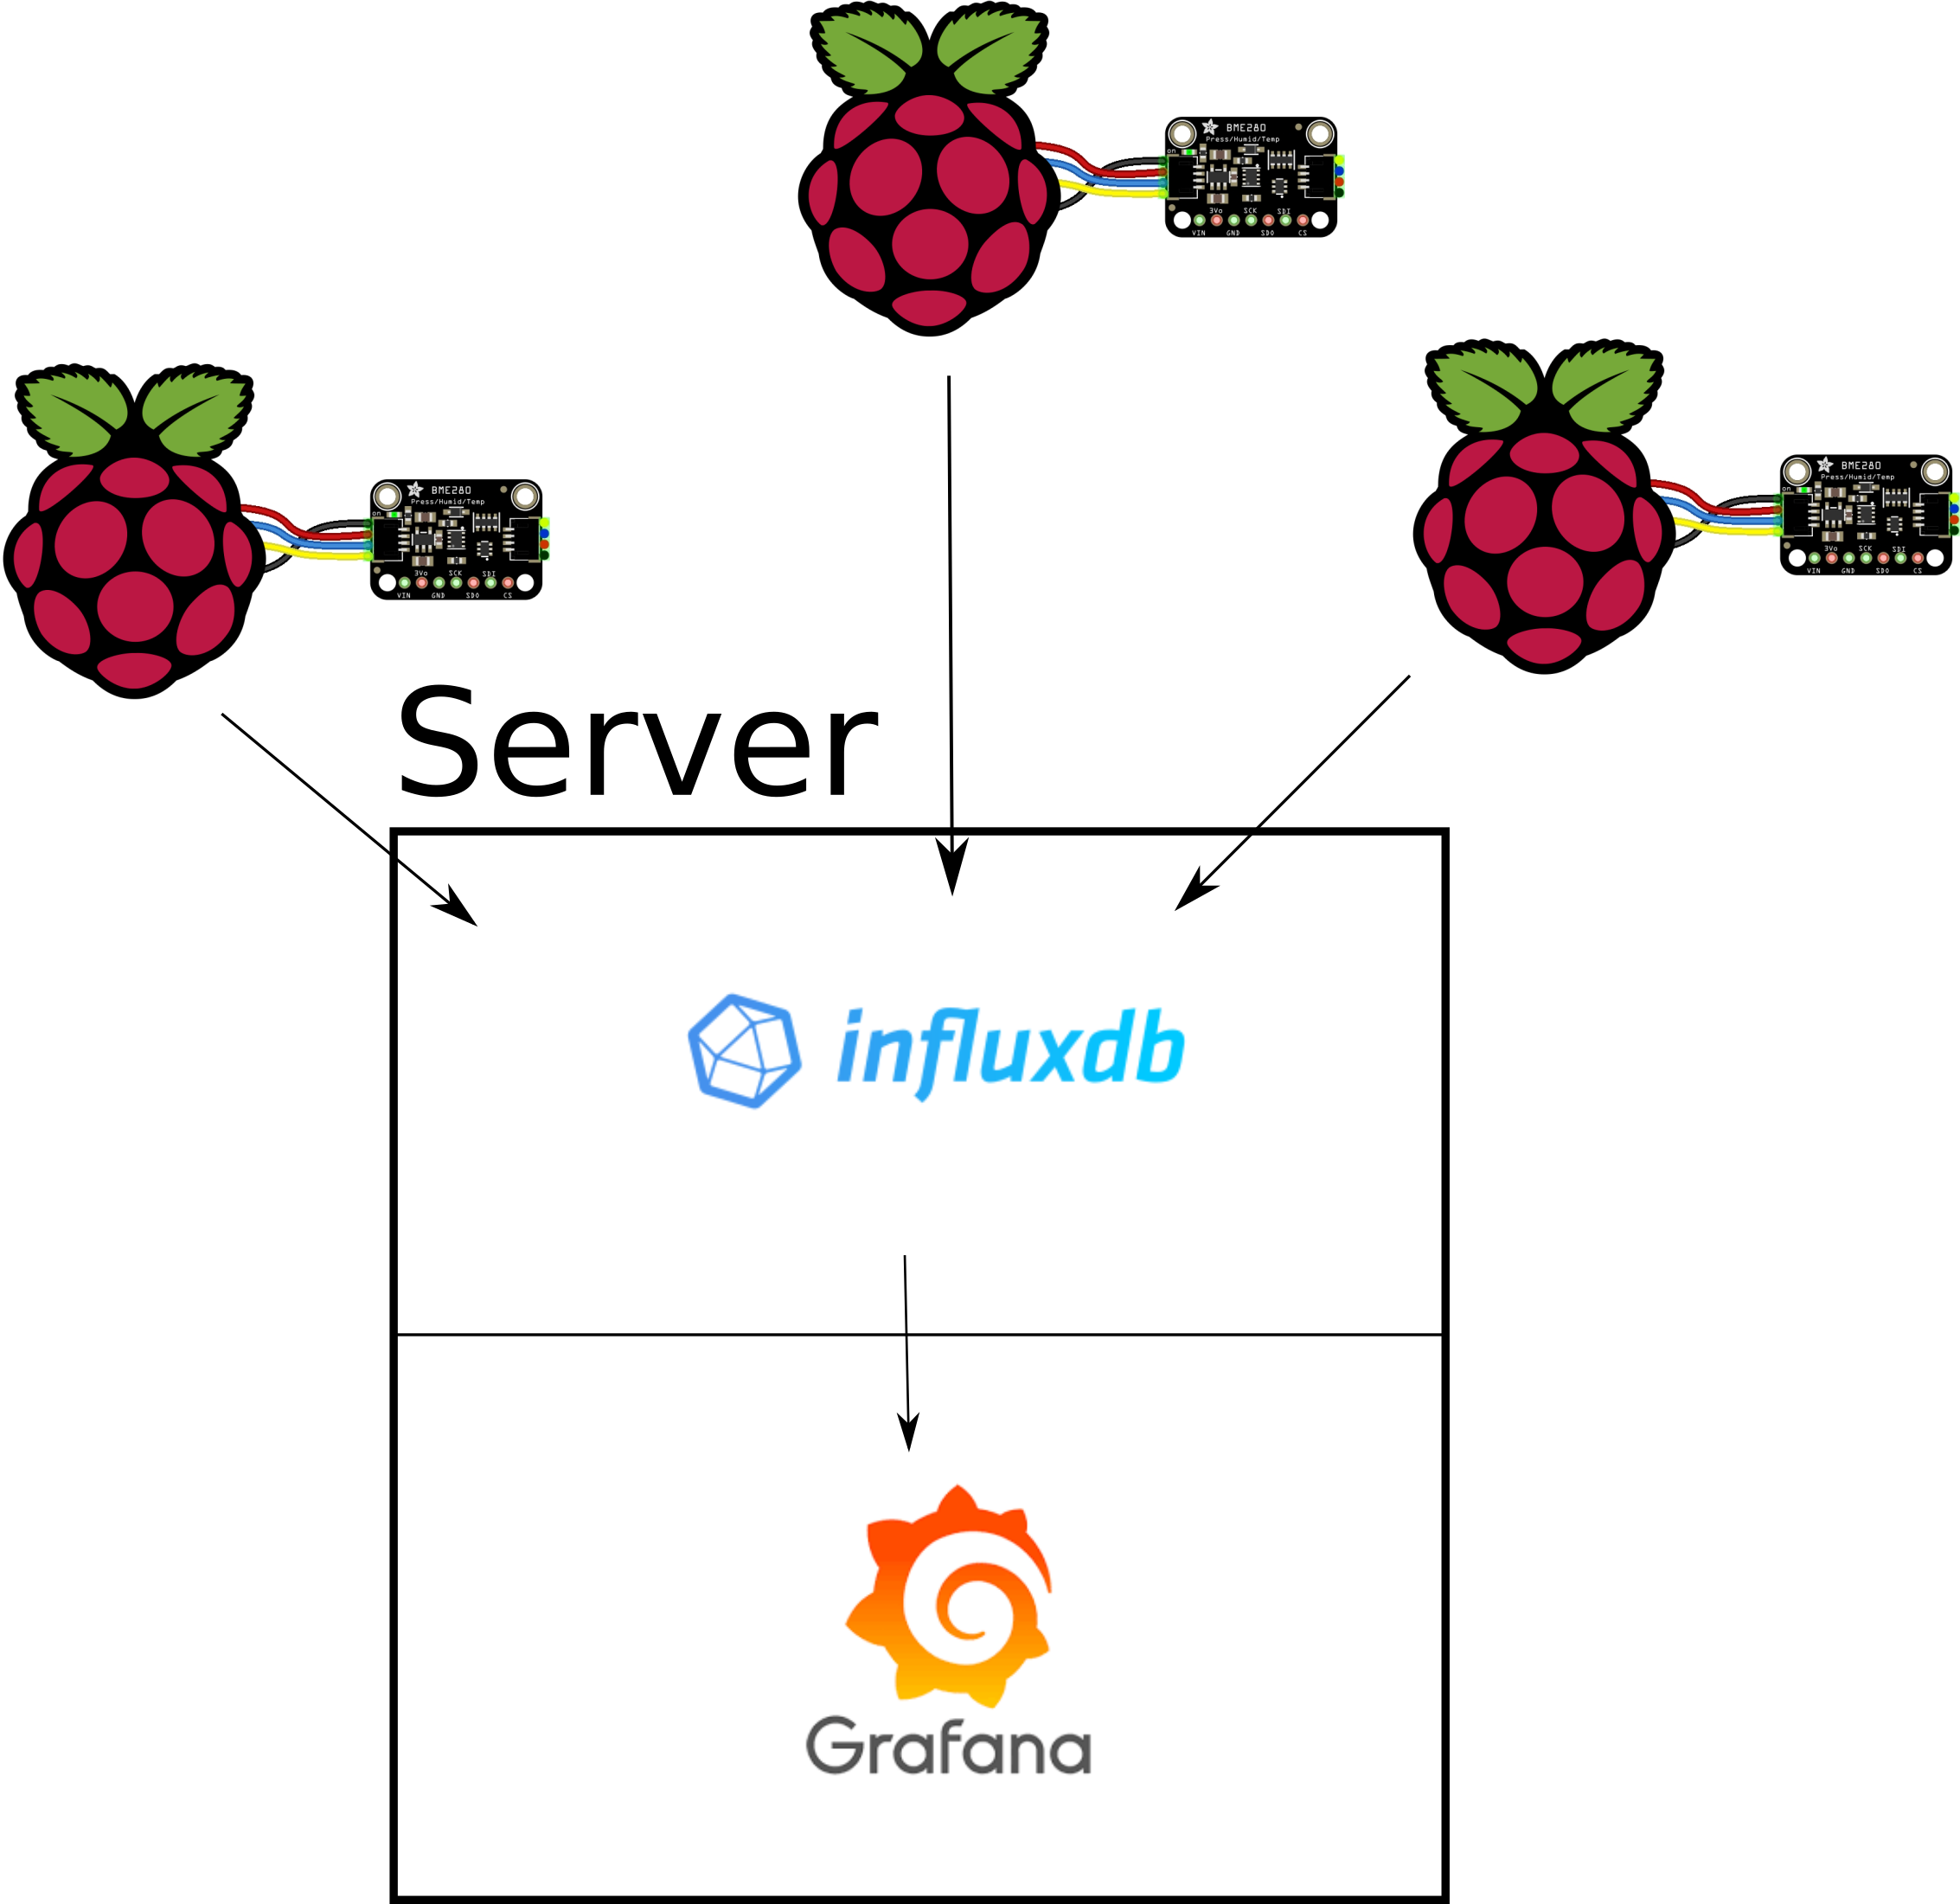 BME280
Press/Humid/Temp
on
3Vo SCK SDI
VIN GND SDO CS
BME280
Press/Humid/Temp
on
3Vo SCK SDI
VIN GND SDO CS
BME280
Press/Humid/Temp
on
3Vo SCK SDI
VIN GND SDO CS
Server
influxdb
Grafana